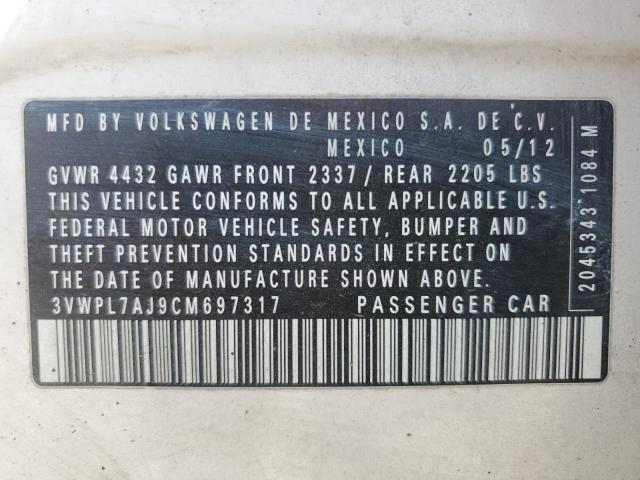 MFD BY VOLKSWAGEN DE MEXICO S.A. DE C.V.
MEXICO 05/12
GVWR 4432 GAWR FRONT 2337/ REAR 2205 LBS
THIS VEHICLE CONFORMS TO ALL APPLICABLE U.S.
FEDERAL MOTOR VEHICLE SAFETY, BUMPER AND
THEFT PREVENTION STANDARDS IN EFFECT ON
THE DATE OF MANUFACTURE SHOWN ABOVE.
3VWPL7AJ9CM697317 PASSENGER CAR
2045343 1084 M